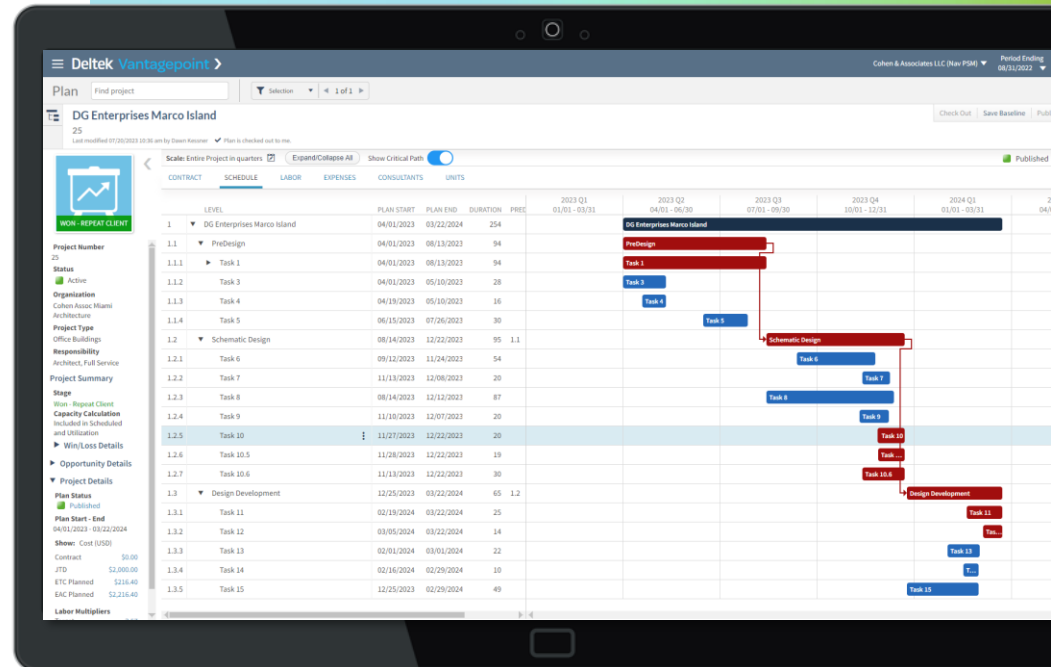 Deltek Vantagepoint
Cohen & Associates LLC (Nav PSM)
Period Ending
08/31/2022
Plan
Find project
Selection
1 of 1
DG Enterprises Marco Island
25
Last modified 07/20/2023 10:36 am by Dawn Kessner
Plan is checked out to me.
Check Out
Save Baseline
Publ
Scale: Entire Project in quarters
Expand/Collapse All
Show Critical Path
Published
CONTRACT SCHEDULE LABOR EXPENSES CONSULTANTS UNITS
WON - REPEAT CLIENT
Project Number
25
Status
Active
Organization
Cohen Assoc Miami
Architecture
Project Type
Office Buildings
Responsibility
Architect, Full Service
Project Summary
Stage
Won - Repeat Client
Capacity Calculation
Included in Scheduled
and Utilization
Win/Loss Details
Opportunity Details
Project Details
Plan Status
Published
Plan Start - End
04/01/2023 - 03/22/2024
Show: Cost (USD)
Contract $0.00
JTD $2,000.00
ETC Planned $216.40
EAC Planned $2,216.40
Labor Multipliers
LEVEL PLAN START PLAN END DURATION PRED
2023 Q1 2023 Q2 2023 Q3 2023 Q4 2024 Q1
01/01 - 03/31 04/01 - 06/30 07/01 - 09/30 10/01 - 12/31 01/01 - 03/31
1 DG Enterprises Marco Island 04/01/2023 03/22/2024 254 DG Enterprises Marco Island
1.1 PreDesign 04/01/2023 08/13/2023 94 PreDesign
1.1.1 Task 1 04/01/2023 08/13/2023 94 Task 1
1.1.2 Task 3 04/01/2023 05/10/2023 28 Task 3
1.1.3 Task 4 04/19/2023 05/10/2023 16 Task 4
1.1.4 Task 5 06/15/2023 07/26/2023 30 Task 5
1.2 Schematic Design 08/14/2023 12/22/2023 95 1.1 Schematic Design
1.2.1 Task 6 09/12/2023 11/24/2023 54 Task 6
1.2.2 Task 7 11/13/2023 12/08/2023 20 Task 7
1.2.3 Task 8 08/14/2023 12/12/2023 87 Task 8
1.2.4 Task 9 11/10/2023 12/07/2023 20 Task 9
1.2.5 Task 10 11/27/2023 12/22/2023 20 Task 10
1.2.6 Task 10.5 11/28/2023 12/22/2023 19 Task ...
1.2.7 Task 10.6 11/13/2023 12/22/2023 30 Task 10.6
1.3 Design Development 12/25/2023 03/22/2024 65 1.2 Design Development
1.3.1 Task 11 02/19/2024 03/22/2024 25 Task 11
1.3.2 Task 12 03/05/2024 03/22/2024 14 Tas...
1.3.3 Task 13 02/01/2024 03/01/2024 22 Task 13
1.3.4 Task 14 02/16/2024 02/29/2024 10 T...
1.3.5 Task 15 12/25/2023 02/29/2024 49 Task 15